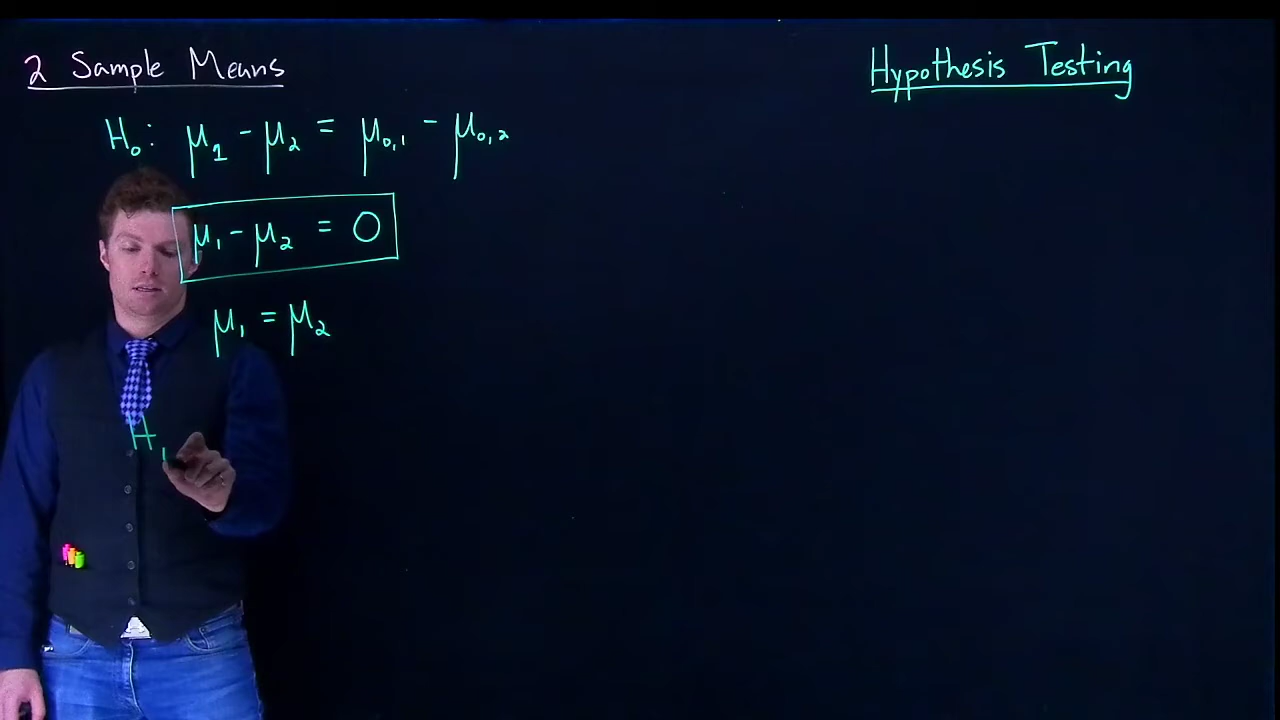 2 Sample Means
Hypothesis Testing
H₀: μ₁ - μ₂ = μ₀,₁ - μ₀,₂
μ₁ - μ₂ = 0
μ₁ = μ₂
H₁